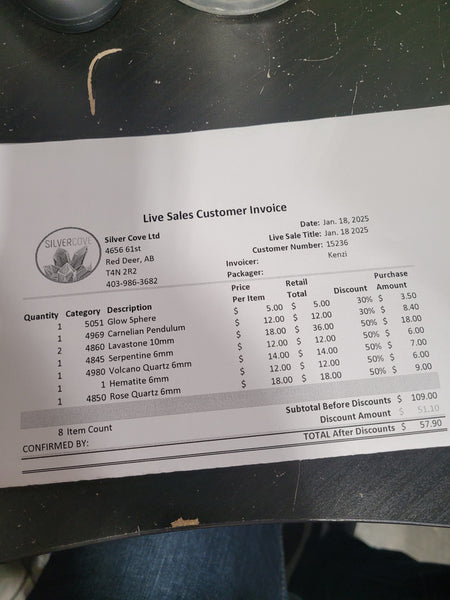 Live Sales Customer Invoice
SILVERCOVE
Silver Cove Ltd
4656 61st
Red Deer, AB
T4N 2R2
403-986-3682
Date: Jan. 18, 2025
Live Sale Title: Jan. 18 2025
Customer Number: 15236
Invoicer: Kenzi
Packager:
Quantity Category Description Price Per Item Retail Total Discount Purchase Amount
1 5051 Glow Sphere $ 5.00 $ 5.00 30% $ 3.50
1 4969 Carnelian Pendulum $ 12.00 $ 12.00 30% $ 8.40
2 4860 Lavastone 10mm $ 18.00 $ 36.00 50% $ 18.00
1 4845 Serpentine 6mm $ 12.00 $ 12.00 50% $ 6.00
1 4980 Volcano Quartz 6mm $ 14.00 $ 14.00 50% $ 7.00
1 1 Hematite 6mm $ 12.00 $ 12.00 50% $ 6.00
1 4850 Rose Quartz 6mm $ 18.00 $ 18.00 50% $ 9.00
8 Item Count
Subtotal Before Discounts $ 109.00
Discount Amount $ 51.10
CONFIRMED BY:
TOTAL After Discounts $ 57.90